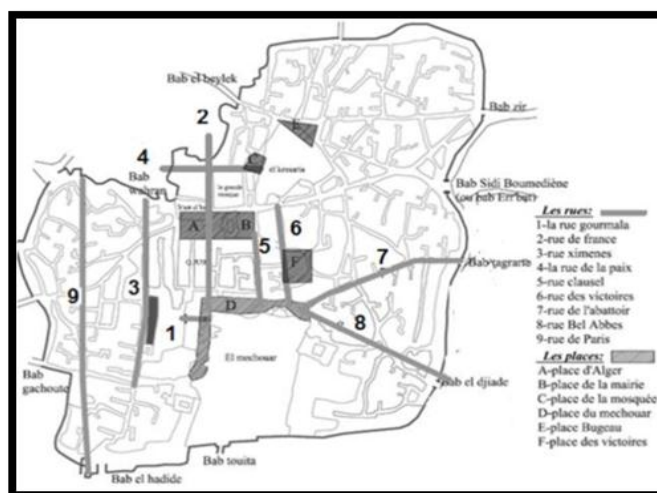 Bab el beylek
2
Bab zir
4
E
C
el kessaria
Bab wahran
la grande mosquée
Bab Sidi Boumediène
(ou bab Err'bat)
6
A
B
5
F
7
Bab tagrarte
9
3
1
D
8
El mechouar
Bab gachoute
Bab el djiade
Bab touita
Bab el hadide
Les rues:
1-la rue gourmala
2-rue de france
3-rue ximenes
4-la rue de la paix
5-rue clausel
6-rue des victoires
7-rue de l'abattoir
8-rue Bel Abbes
9-rue de Paris
Les places:
A-place d'Alger
B-place de la mairie
C-place de la mosquée
D-place du mechouar
E-place Bugeau
F-place des victoires